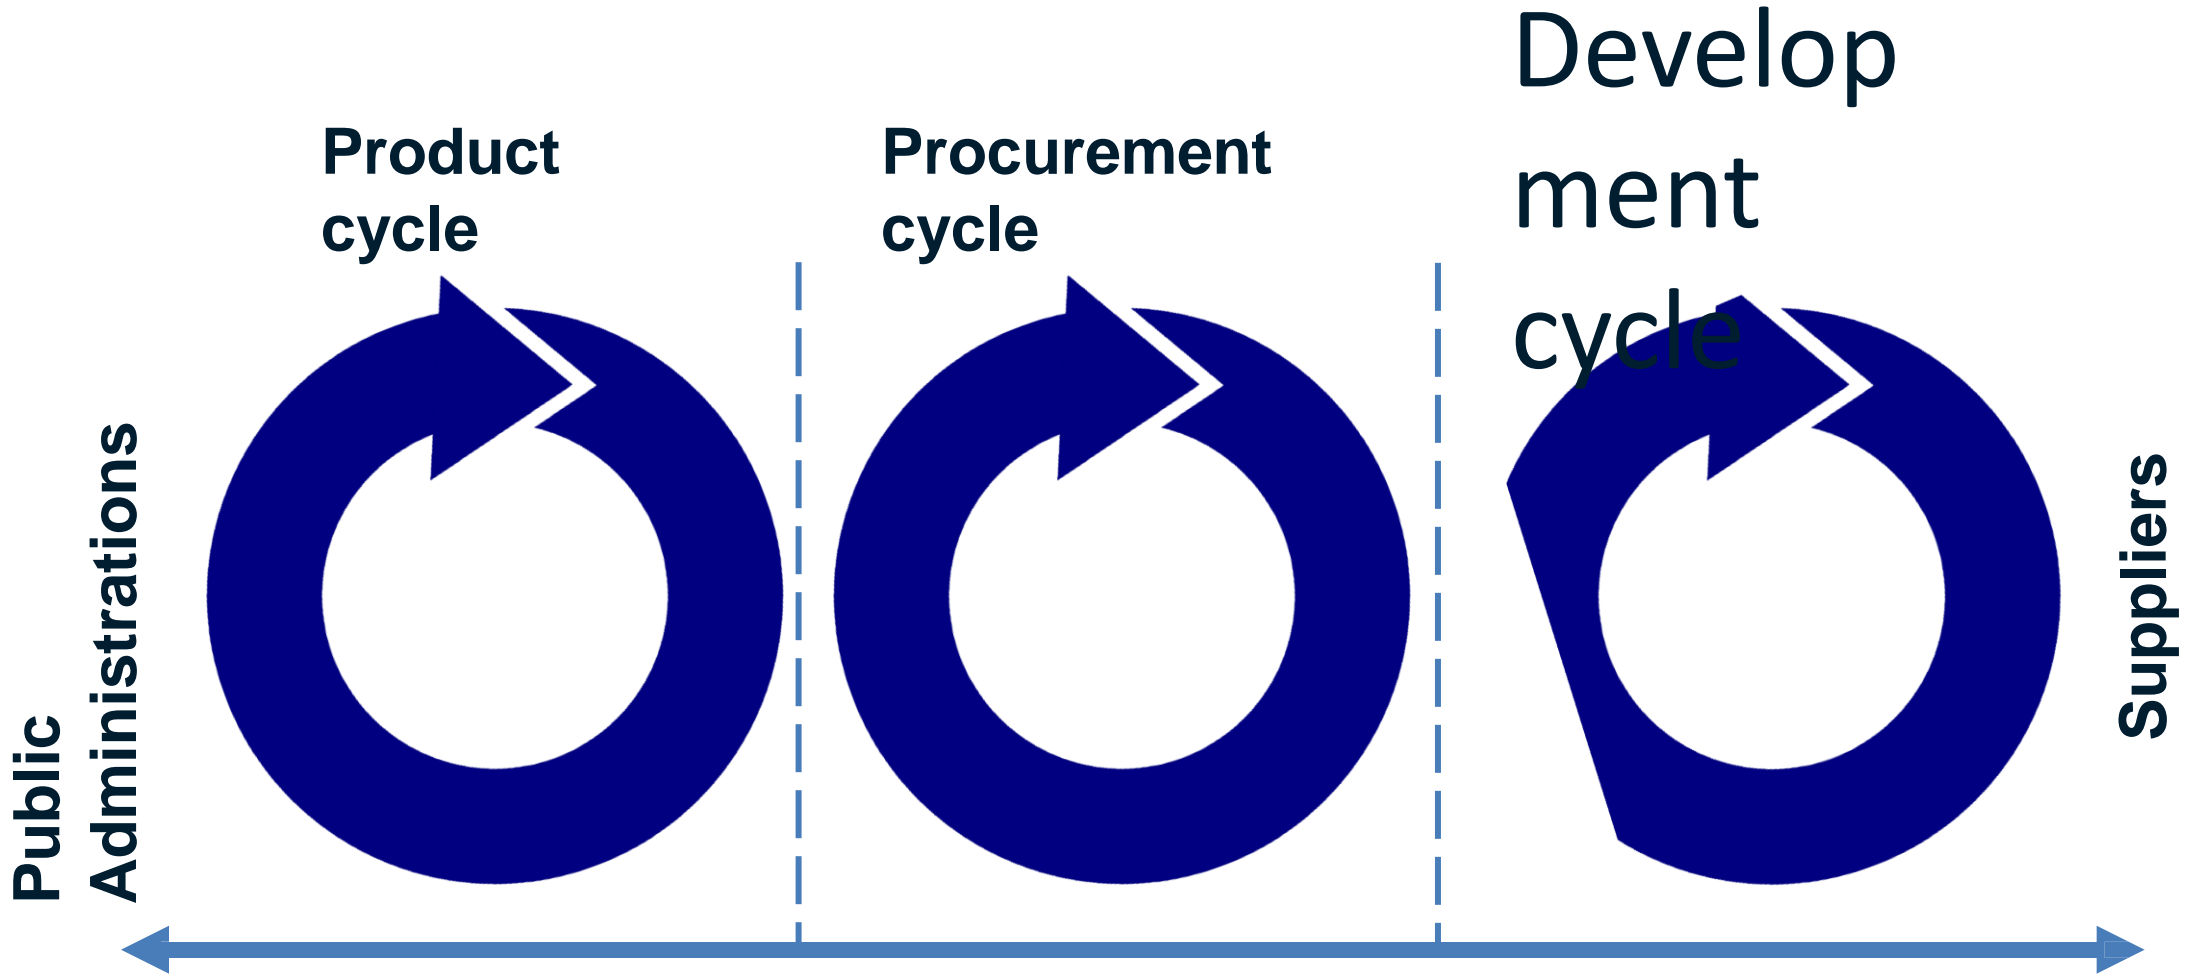 Product
cycle
Procurement
cycle
Develop
ment
cycle
Public
Administrations
Suppliers